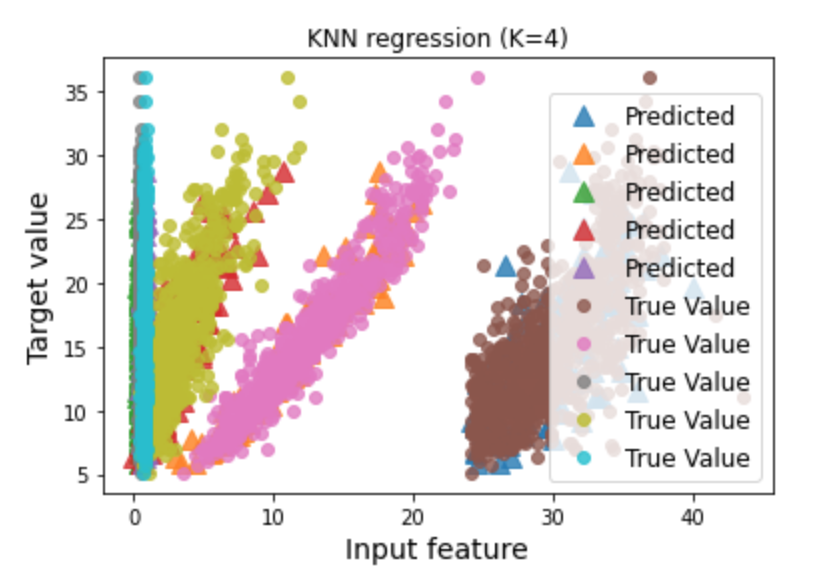 KNN regression (K=4)
Target value
35
30
25
20
15
10
5
0
10
20
30
40
Input feature
Predicted
Predicted
Predicted
Predicted
Predicted
True Value
True Value
True Value
True Value
True Value